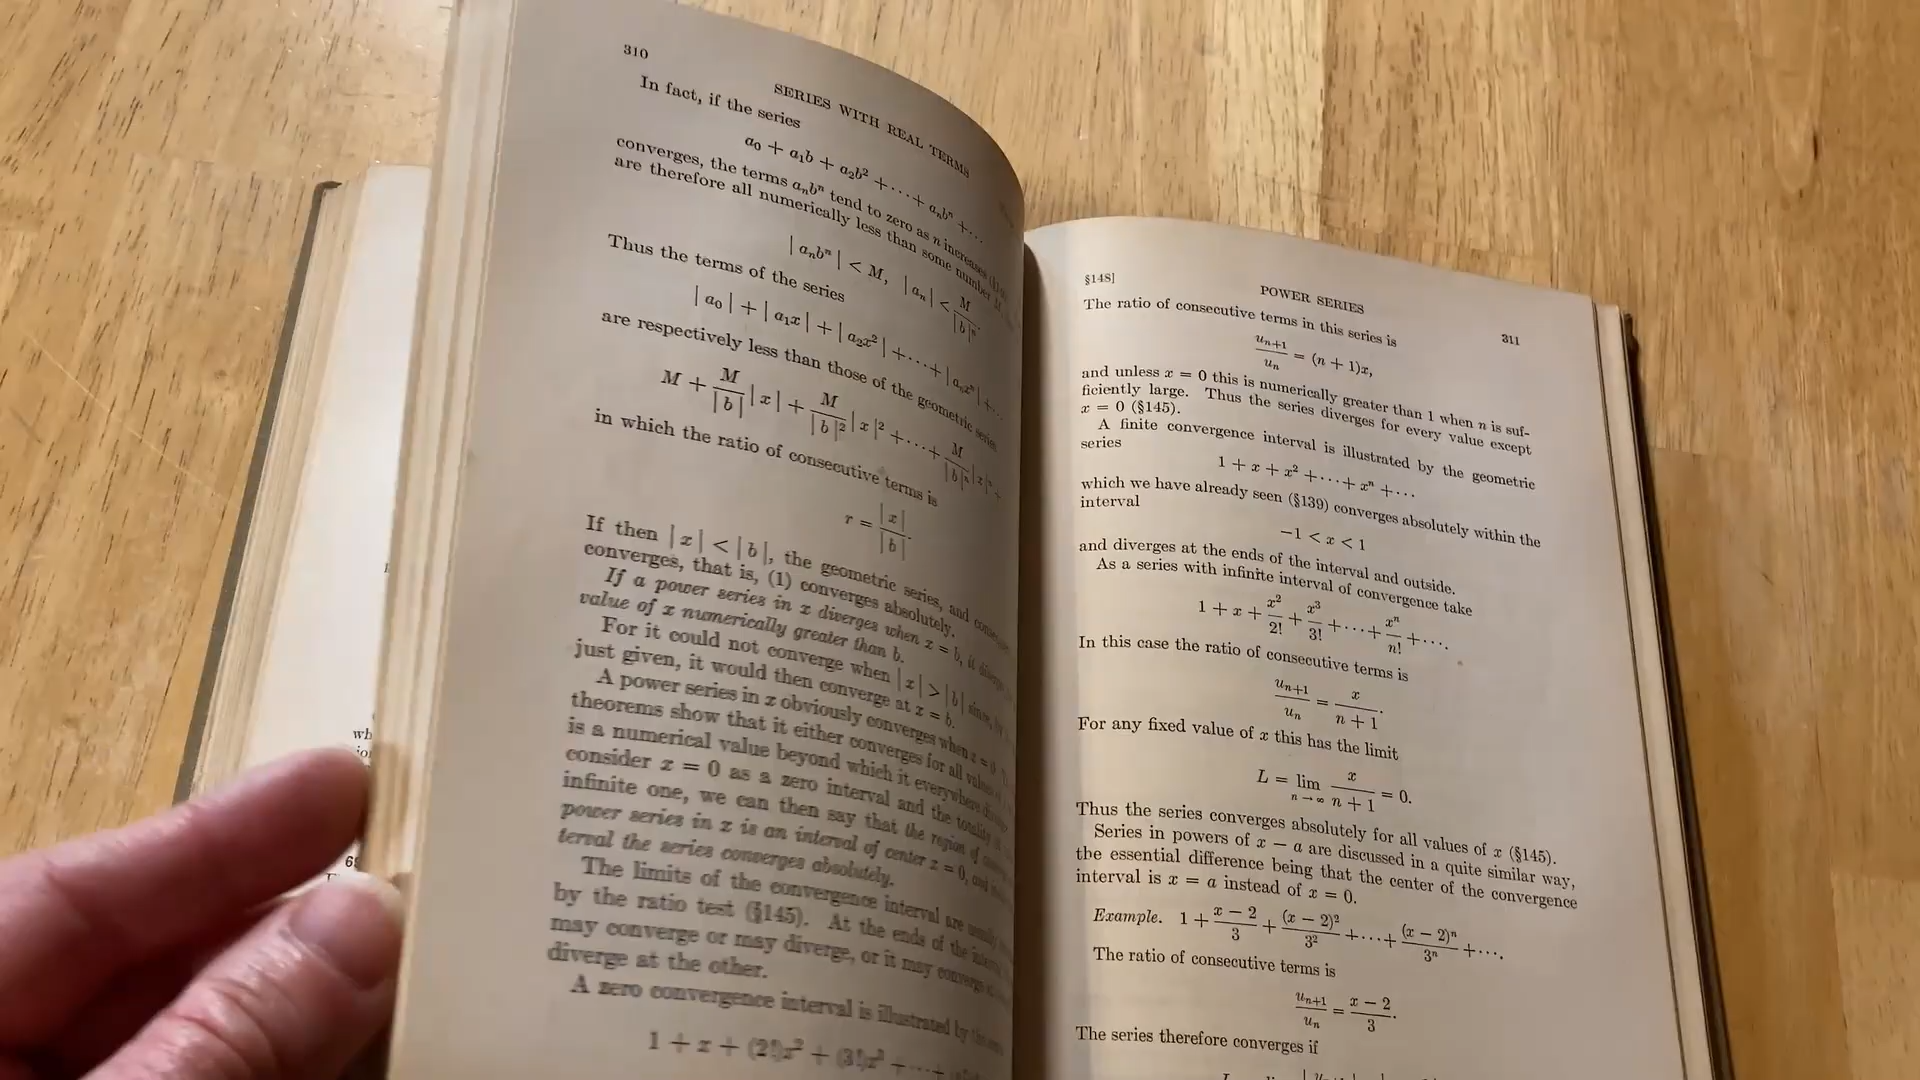 310
SERIES WITH REAL TERMS
In fact, if the series
a₀ + a₁b + a₂b² + ··· + aₙbⁿ + ···
converges, the terms aₙbⁿ tend to zero as n increases
are therefore all numerically less than some number
| aₙbⁿ | < M, | aₙ | < M/| b |ⁿ.
Thus the terms of the series
| a₀ | + | a₁x | + | a₂x² | + ··· + | aₙxⁿ | + ···
are respectively less than those of the geometric series
M + M/| b | | x | + M/| b |² | x |² + ··· + M/| b |ⁿ | x |ⁿ +
in which the ratio of consecutive terms is
r = | x |/| b |.
If then | x | < | b |, the geometric series, and
converges, that is, (1) converges absolutely.
If a power series in x diverges when x = b, it
value of x numerically greater than b.
For it could not converge when | x | > | b | since,
just given, it would then converge at x = b.
A power series in x obviously converges when x = 0.
theorems show that it either converges for all values
is a numerical value beyond which it everywhere
consider x = 0 as a zero interval and the totality
infinite one, we can then say that the region of
power series in x is an interval of center x = 0, and
terval the series converges absolutely.
The limits of the convergence interval are
by the ratio test (§145). At the ends of the interval
may converge or may diverge, or it may converge
diverge at the other.
A zero convergence interval is illustrated by
1 + x + (2!)x² + (3!)x³ + ··· +
§148]
POWER SERIES
311
The ratio of consecutive terms in this series is
uₙ₊₁/uₙ = (n + 1)x,
and unless x = 0 this is numerically greater than 1 when n is suf-
ficiently large. Thus the series diverges for every value except
x = 0 (§145).
A finite convergence interval is illustrated by the geometric
series
1 + x + x² + ··· + xⁿ + ···
which we have already seen (§139) converges absolutely within the
interval
−1 < x < 1
and diverges at the ends of the interval and outside.
As a series with infinite interval of convergence take
1 + x + x²/2! + x³/3! + ··· + xⁿ/n! + ···.
In this case the ratio of consecutive terms is
uₙ₊₁/uₙ = x/(n + 1).
For any fixed value of x this has the limit
L = lim n→∞ x/(n + 1) = 0.
Thus the series converges absolutely for all values of x (§145).
Series in powers of x − a are discussed in a quite similar way,
the essential difference being that the center of the convergence
interval is x = a instead of x = 0.
Example. 1 + (x − 2)/3 + (x − 2)²/3² + ··· + (x − 2)ⁿ/3ⁿ + ···.
The ratio of consecutive terms is
uₙ₊₁/uₙ = (x − 2)/3.
The series therefore converges if